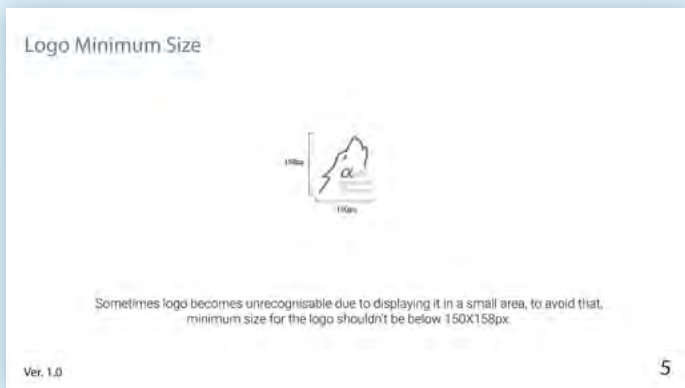 Logo Minimum Size
α
Sometimes logo becomes unrecognisable due to displaying it in a small area, to avoid that,
minimum size for the logo shouldn't be below 150X158px
Ver. 1.0
5